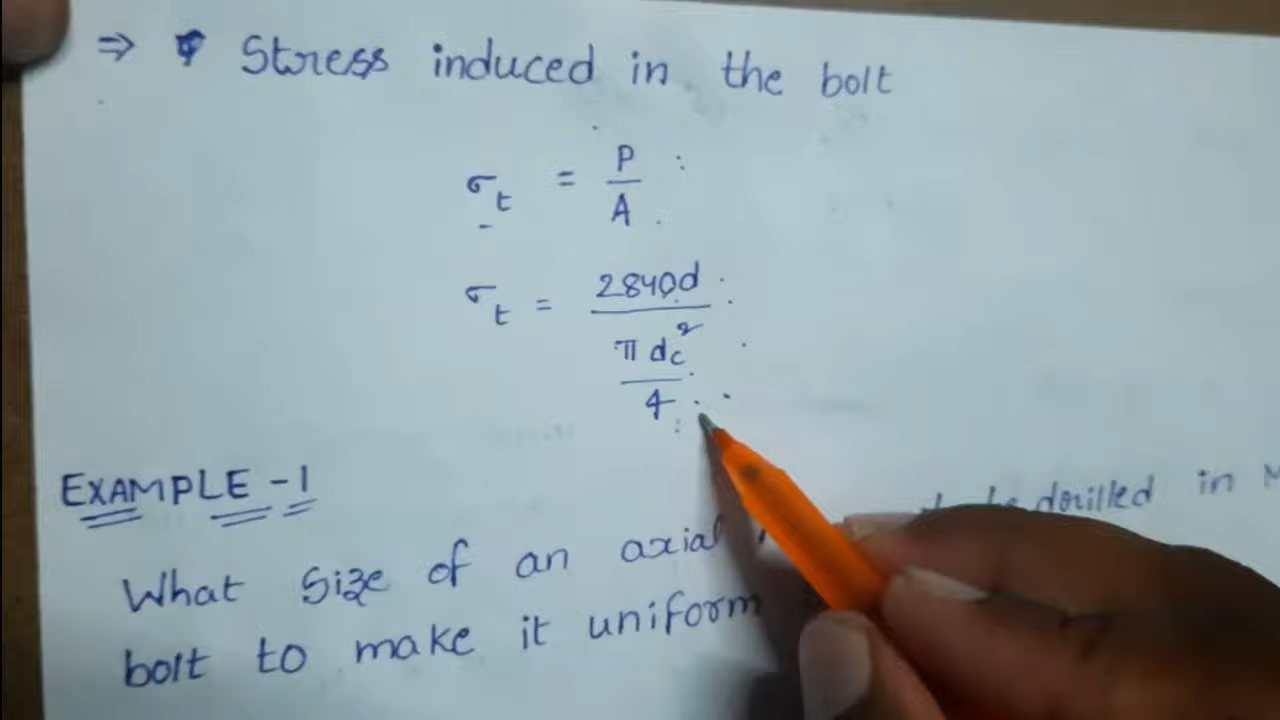 ⇒ Stress induced in the bolt
σt = P/A
σt = 2840d / (πdc²/4)
EXAMPLE -1
What Size of an axial drilled in
bolt to make it uniform